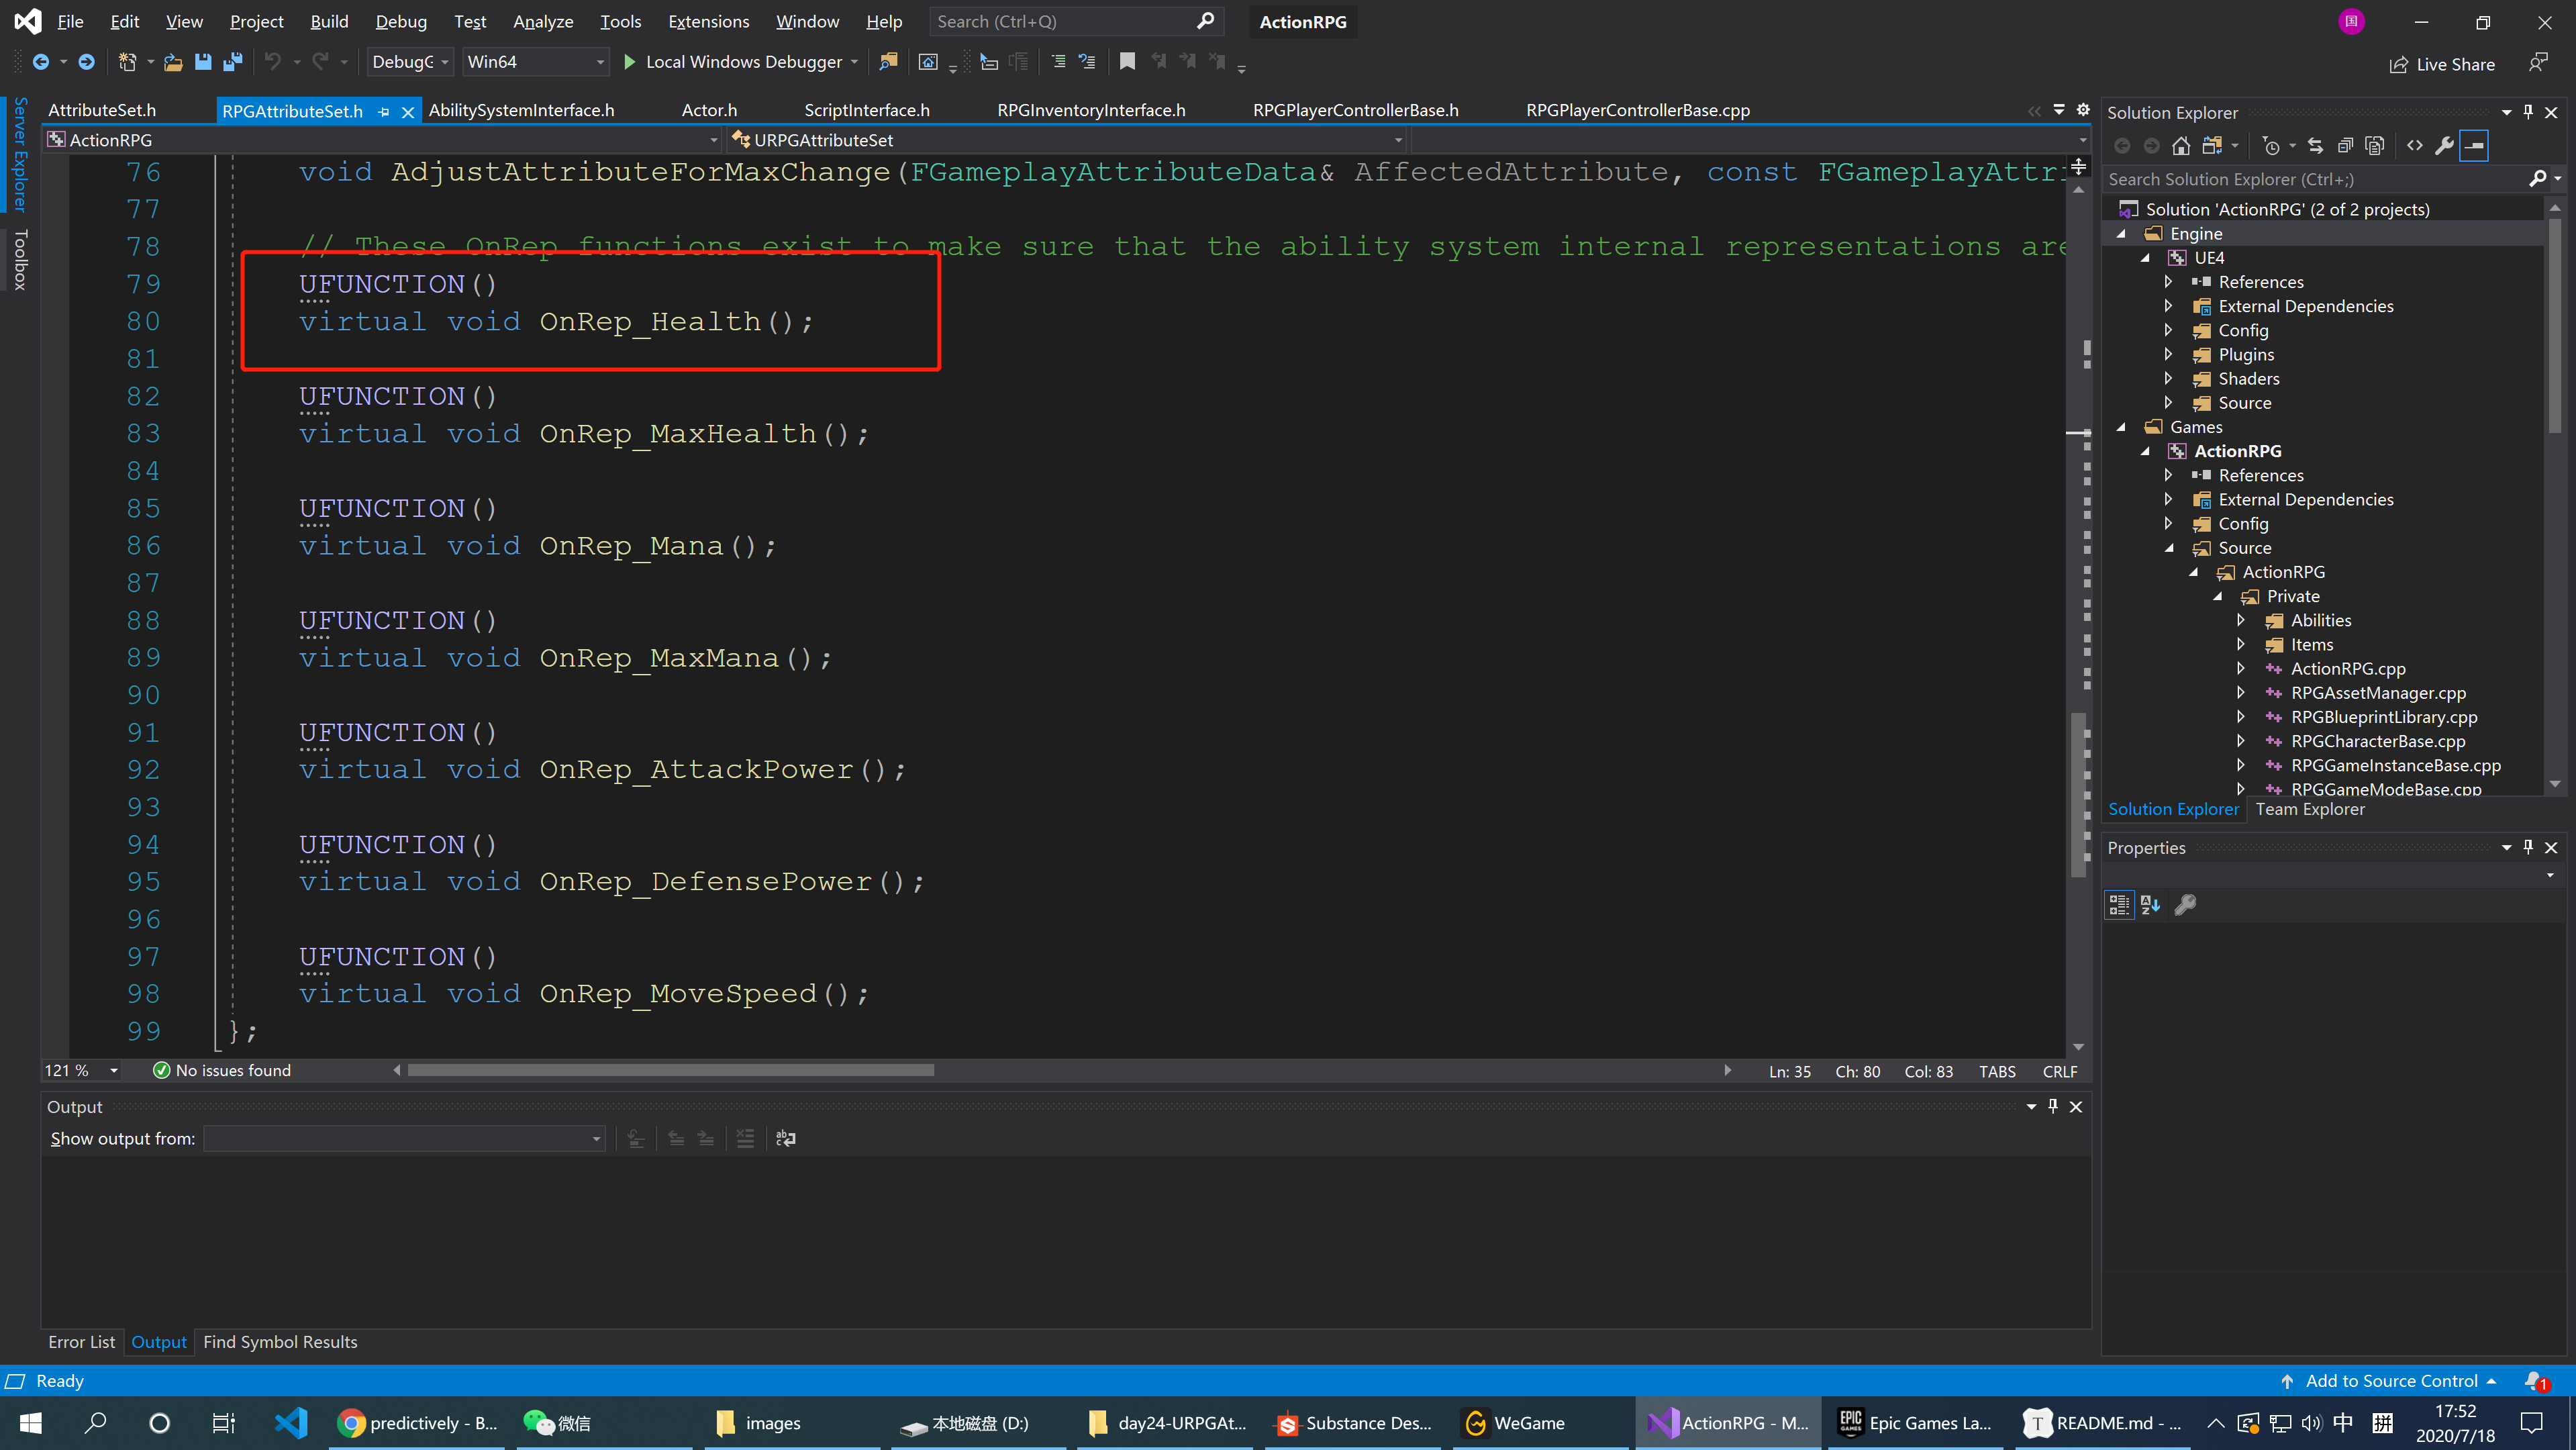 File Edit View Project Build Debug Test Analyze Tools Extensions Window Help Search (Ctrl+Q) ActionRPG 国
DebugG Win64 Local Windows Debugger Live Share
Server Explorer
Toolbox
AttributeSet.h RPGAttributeSet.h AbilitySystemInterface.h Actor.h ScriptInterface.h RPGInventoryInterface.h RPGPlayerControllerBase.h RPGPlayerControllerBase.cpp
ActionRPG URPGAttributeSet
76 void AdjustAttributeForMaxChange(FGameplayAttributeData& AffectedAttribute, const FGameplayAttri
77
78 // These OnRep functions exist to make sure that the ability system internal representations are
79 UFUNCTION()
80 virtual void OnRep_Health();
81
82 UFUNCTION()
83 virtual void OnRep_MaxHealth();
84
85 UFUNCTION()
86 virtual void OnRep_Mana();
87
88 UFUNCTION()
89 virtual void OnRep_MaxMana();
90
91 UFUNCTION()
92 virtual void OnRep_AttackPower();
93
94 UFUNCTION()
95 virtual void OnRep_DefensePower();
96
97 UFUNCTION()
98 virtual void OnRep_MoveSpeed();
99 };
121 % No issues found Ln: 35 Ch: 80 Col: 83 TABS CRLF
Output
Show output from:
Error List Output Find Symbol Results
Solution Explorer
Search Solution Explorer (Ctrl+;)
Solution 'ActionRPG' (2 of 2 projects)
Engine
UE4
References
External Dependencies
Config
Plugins
Shaders
Source
Games
ActionRPG
References
External Dependencies
Config
Source
ActionRPG
Private
Abilities
Items
ActionRPG.cpp
RPGAssetManager.cpp
RPGBlueprintLibrary.cpp
RPGCharacterBase.cpp
RPGGameInstanceBase.cpp
RPGGameModeBase.cpp
Solution Explorer Team Explorer
Properties
Ready Add to Source Control 1
predictively - B... 微信 images 本地磁盘 (D:) day24-URPGAt... Substance Des... WeGame ActionRPG - M... Epic Games La... README.md - ... 中 拼 17:52
2020/7/18